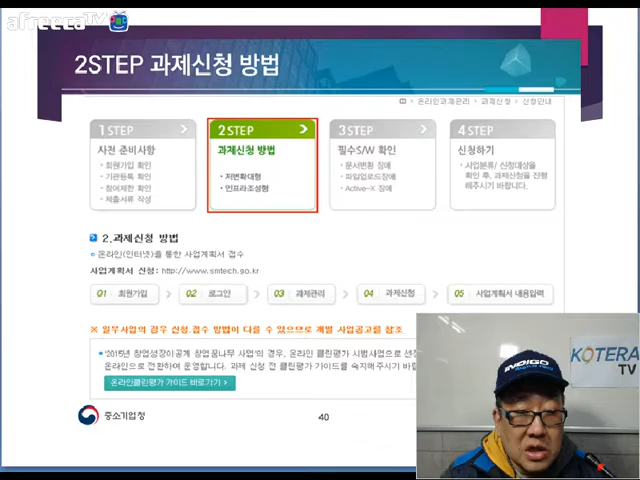 afreecaTV
2STEP 과제신청 방법
온라인과제관리 > 과제신청 > 신청안내
1 STEP
사전 준비사항
• 회원가입 확인
• 기관등록 확인
• 참여제한 확인
• 제출서류 작성
2 STEP
과제신청 방법
• 저변확대형
• 인프라조성형
3 STEP
필수S/W 확인
• 문서변환 장애
• 파일업로드장애
• Active-X 장애
4 STEP
신청하기
• 사업분류/ 신청대상을
확인 후, 과제신청을 진행
해주시기 바랍니다.
2.과제신청 방법
온라인(인터넷)을 통한 사업계획서 접수
사업계획서 신청: http://www.smtech.go.kr
01 회원가입
02 로그인
03 과제관리
04 과제신청
05 사업계획서 내용입력
※ 일부사업의 경우 신청.접수 방법이 다를 수 있으므로 개별 사업공고를 참조
• '2015년 창업성장이공계 창업꿈나무 사업'의 경우, 온라인 클린평가 시범사업으로 선정
온라인으로 전환하여 운영합니다. 과제 신청 전 클린평가 가이드를 숙지해주시기 바랍
온라인클린평가 가이드 바로가기 >
중소기업청
40
KOTERA
TV
INDIGO